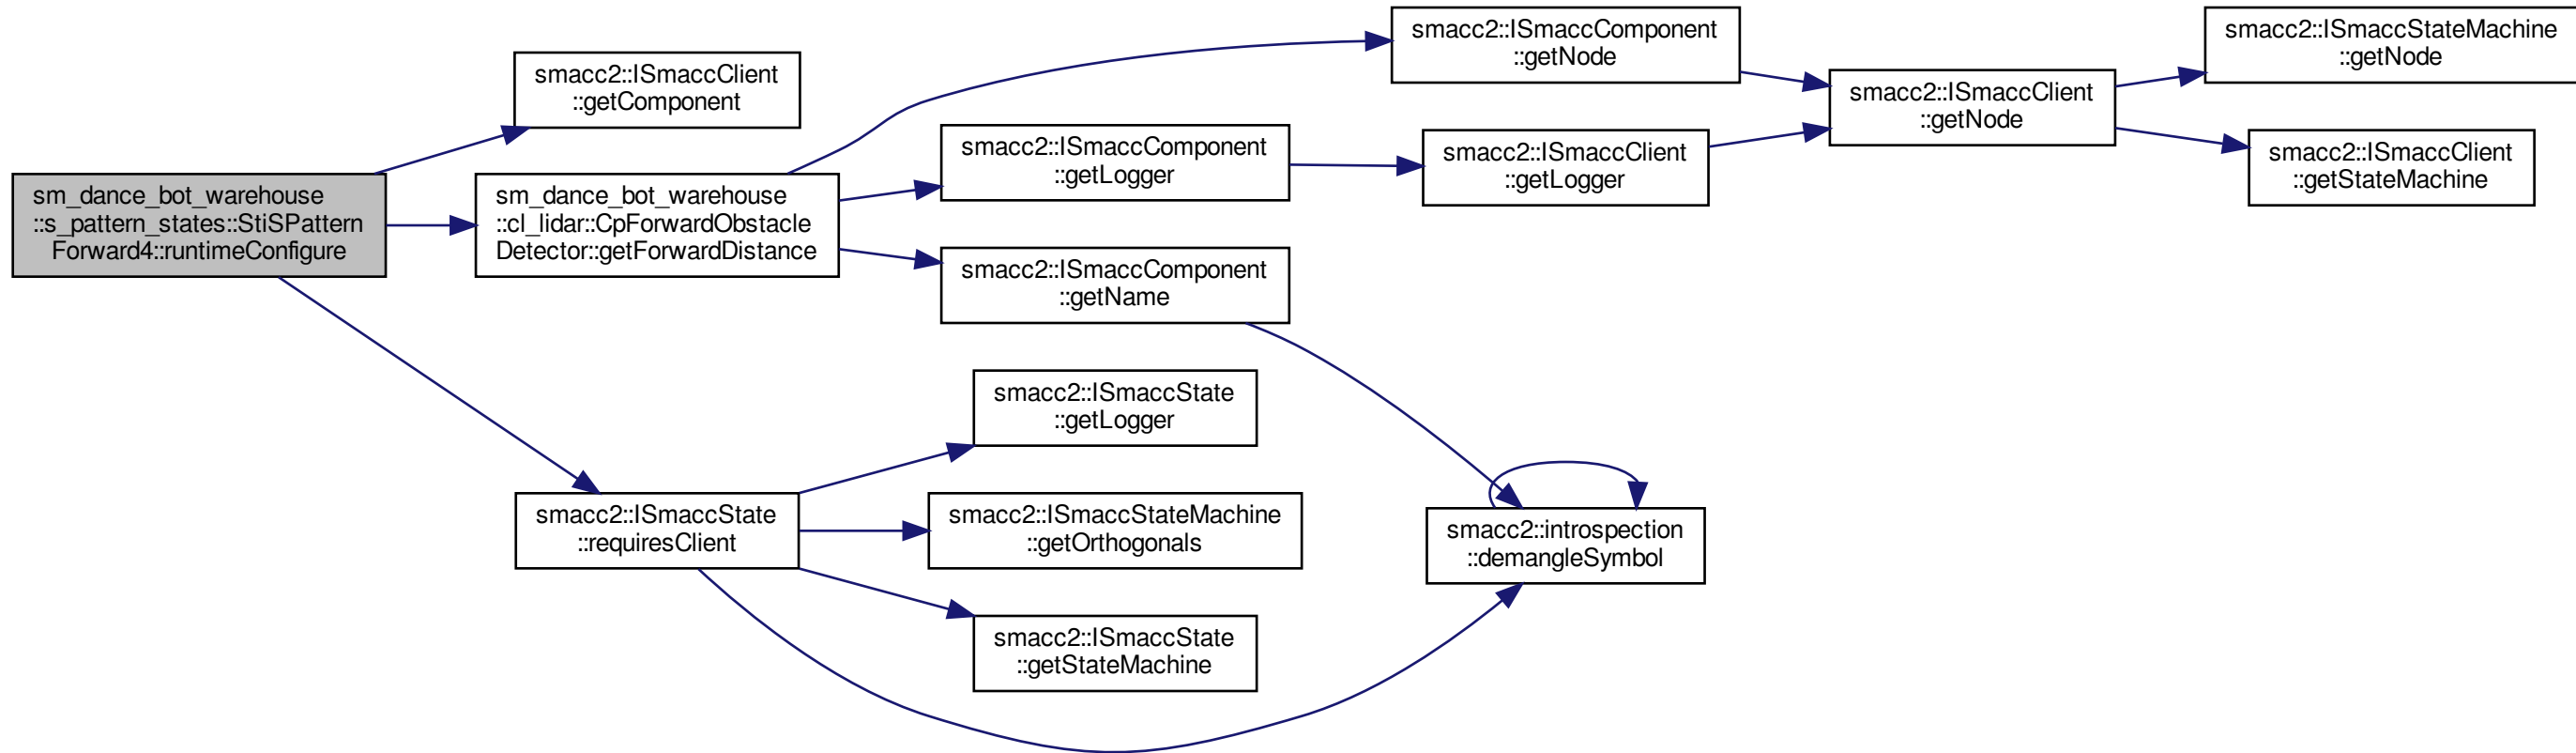 sm_dance_bot_warehouse
::s_pattern_states::StiSPattern
Forward4::runtimeConfigure
smacc2::ISmaccClient
::getComponent
sm_dance_bot_warehouse
::cl_lidar::CpForwardObstacle
Detector::getForwardDistance
smacc2::ISmaccState
::requiresClient
smacc2::ISmaccComponent
::getLogger
smacc2::ISmaccComponent
::getName
smacc2::ISmaccState
::getLogger
smacc2::ISmaccStateMachine
::getOrthogonals
smacc2::ISmaccState
::getStateMachine
smacc2::ISmaccComponent
::getNode
smacc2::ISmaccClient
::getLogger
smacc2::introspection
::demangleSymbol
smacc2::ISmaccClient
::getNode
smacc2::ISmaccStateMachine
::getNode
smacc2::ISmaccClient
::getStateMachine